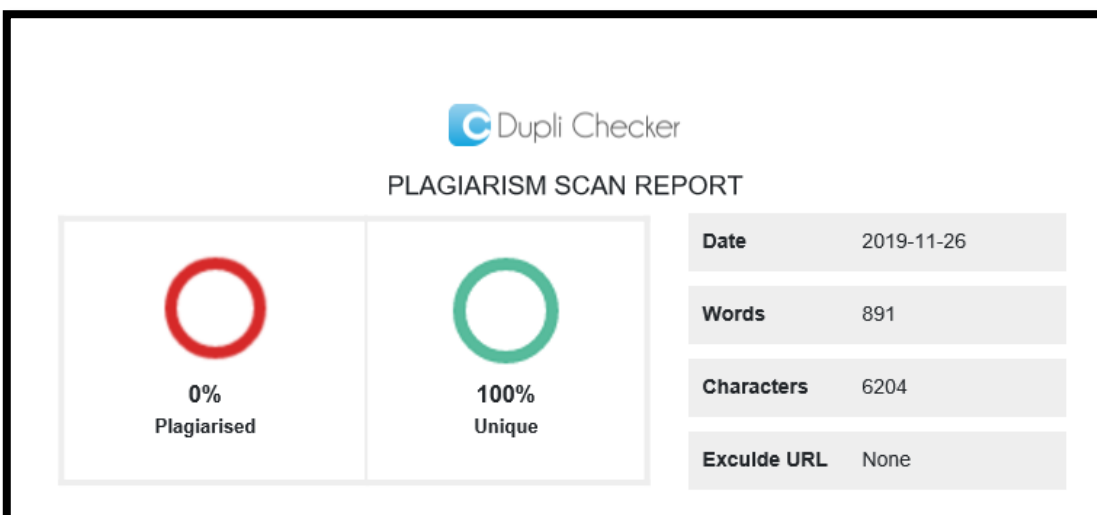 Dupli Checker
PLAGIARISM SCAN REPORT
0%
Plagiarised
100%
Unique
Date 2019-11-26
Words 891
Characters 6204
Exculde URL None